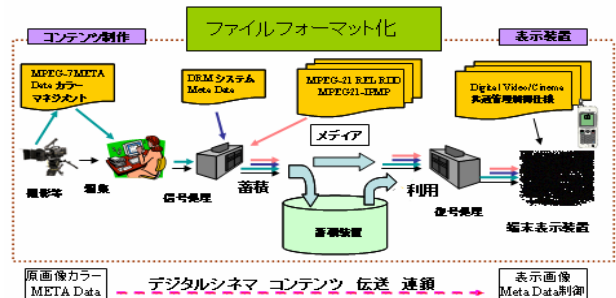 ファイルフォーマット化
コンテンツ制作
表示装置
MPEG-7META
Data カラー
マネジメント
DRM システム
Meta Data
MPEG-21 REL RDD
MPEG21-IPMP
Digital Video/Cinema
共通管理制御仕様
メディア
撮影等
編集
信号処理
蓄積
利用
復号処理
蓄積装置
端末表示装置
原画像カラー
META Data
デジタルシネマ コンテンツ 伝送 連鎖
表示画像
Meta Data制御